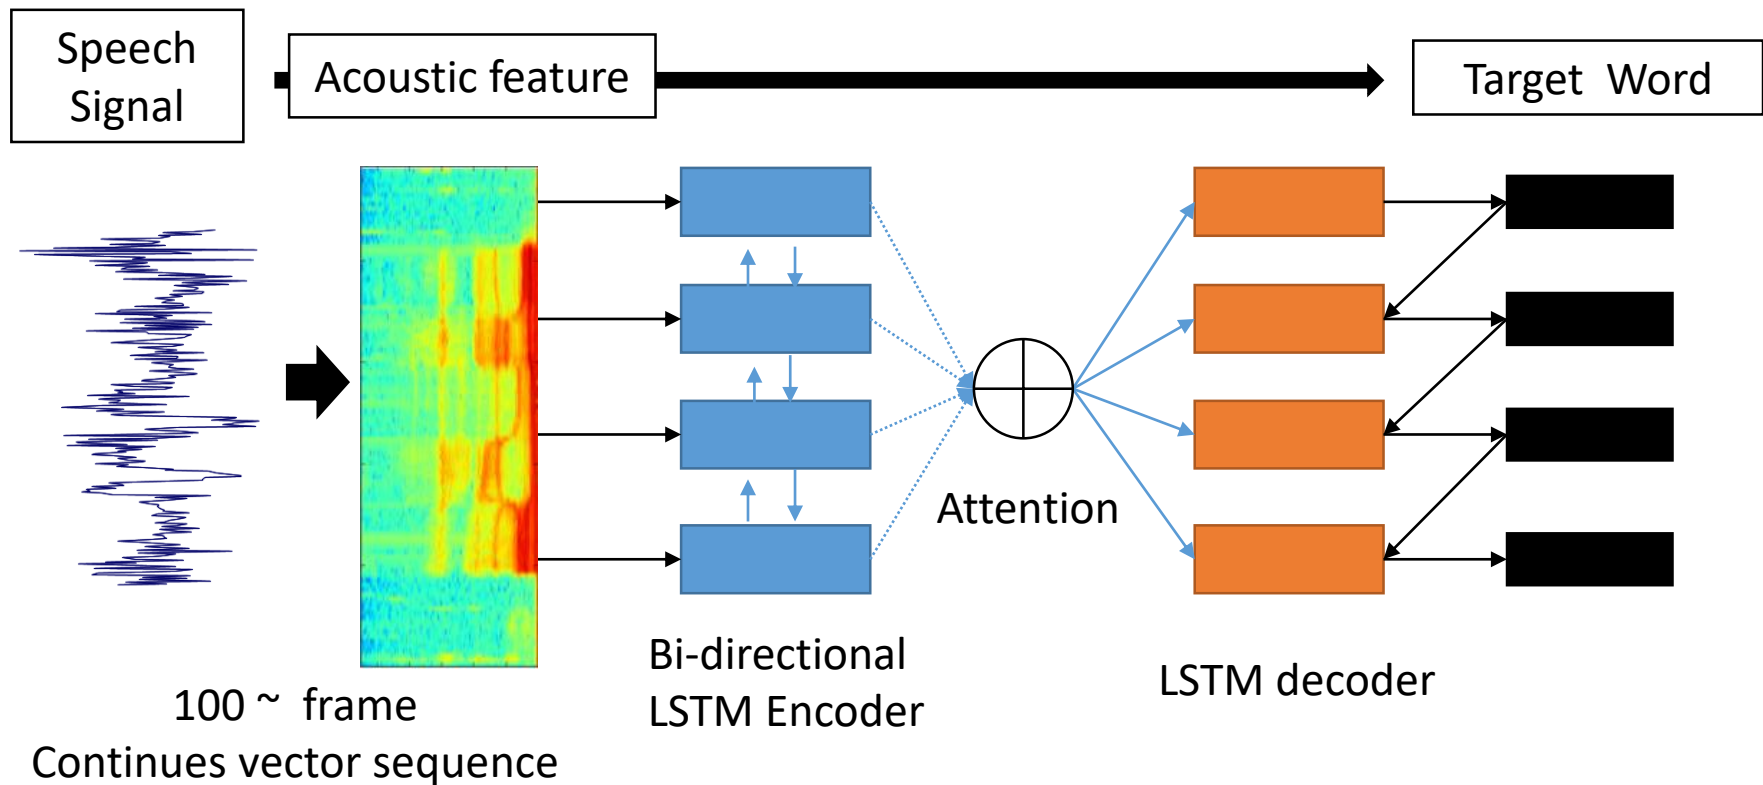 Speech
Signal
Acoustic feature
Target Word
Attention
Bi-directional
LSTM Encoder
LSTM decoder
100 ~ frame
Continues vector sequence